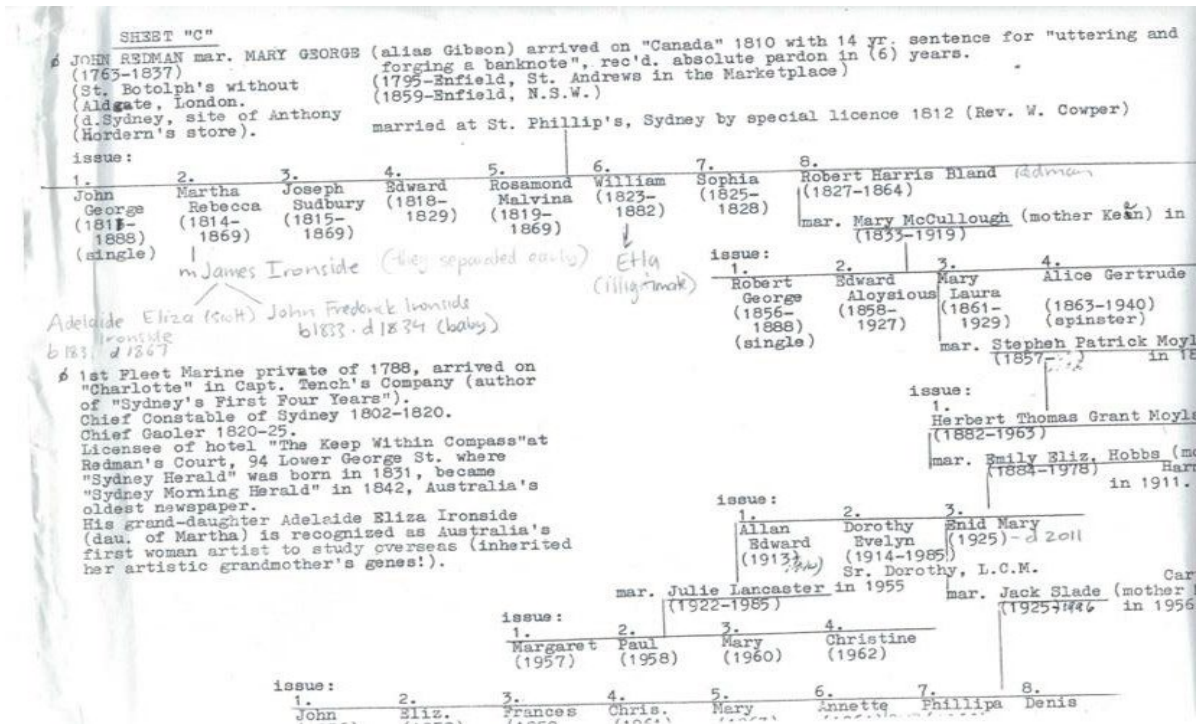 SHEET "C"
ø JOHN REDMAN mar. MARY GEORGE (alias Gibson) arrived on "Canada" 1810 with 14 yr. sentence for "uttering and
(1763-1837) forging a banknote", rec'd. absolute pardon in (6) years.
(St. Botolph's without (1795-Enfield, St. Andrews in the Marketplace)
(Aldgate, London. (1859-Enfield, N.S.W.)
(d.Sydney, site of Anthony
(Hordern's store). married at St. Phillip's, Sydney by special licence 1812 (Rev. W. Cowper)
issue:
1. 2. 3. 4. 5. 6. 7. 8.
John Martha Joseph Edward Rosamond William Sophia Robert Harris Bland Redman
George Rebecca Sudbury (1818- Malvina (1823- (1825- (1827-1864)
(1814- (1815- 1829) (1819- 1882) 1828)
1888) 1869) 1869) 1869)
(single)
mar. Mary McCullough (mother Kean) in
(1833-1919)
m James Ironside (they separated early) Etta
(illigitimate)
Adelaide Eliza (Scott) John Frederick Ironside
Ironside b1833. d1834 (baby)
b 1831. d 1867
issue:
1. 2. 3. 4.
Robert Edward Mary Alice Gertrude
George Aloysious Laura
(1856- (1858- (1861- (1863-1940)
1888) 1927) 1929) (spinster)
(single)
mar. Stepheh Patrick Moyl
(1857- in 18
ø 1st Fleet Marine private of 1788, arrived on
"Charlotte" in Capt. Tench's Company (author
of "Sydney's First Four Years").
Chief Constable of Sydney 1802-1820.
Chief Gaoler 1820-25.
Licensee of hotel "The Keep Within Compass"at
Redman's Court, 94 Lower George St. where
"Sydney Herald" was born in 1831, became
"Sydney Morning Herald" in 1842, Australia's
oldest newspaper.
His grand-daughter Adelaide Eliza Ironside
(dau. of Martha) is recognized as Australia's
first woman artist to study overseas (inherited
her artistic grandmother's genes!).
issue:
1.
Herbert Thomas Grant Moyl
(1882-1963)
mar. Emily Eliz. Hobbs (mo
(1884-1978) Har
in 1911.
issue:
1. 2. 3.
Allan Dorothy Enid Mary
Edward Evelyn (1925)-d 2011
(1913) (1914-1985)
Sr. Dorothy, L.C.M.
mar. Julie Lancaster in 1955
(1922-1985)
Car
mar. Jack Slade (mother
(1925-1996 in 1956
issue:
1. 2. 3. 4.
Margaret Paul Mary Christine
(1957) (1958) (1960) (1962)
issue:
1. 2. 3. 4. 5. 6. 7. 8.
John Eliz. Frances Chris. Mary Annette Phillipa Denis